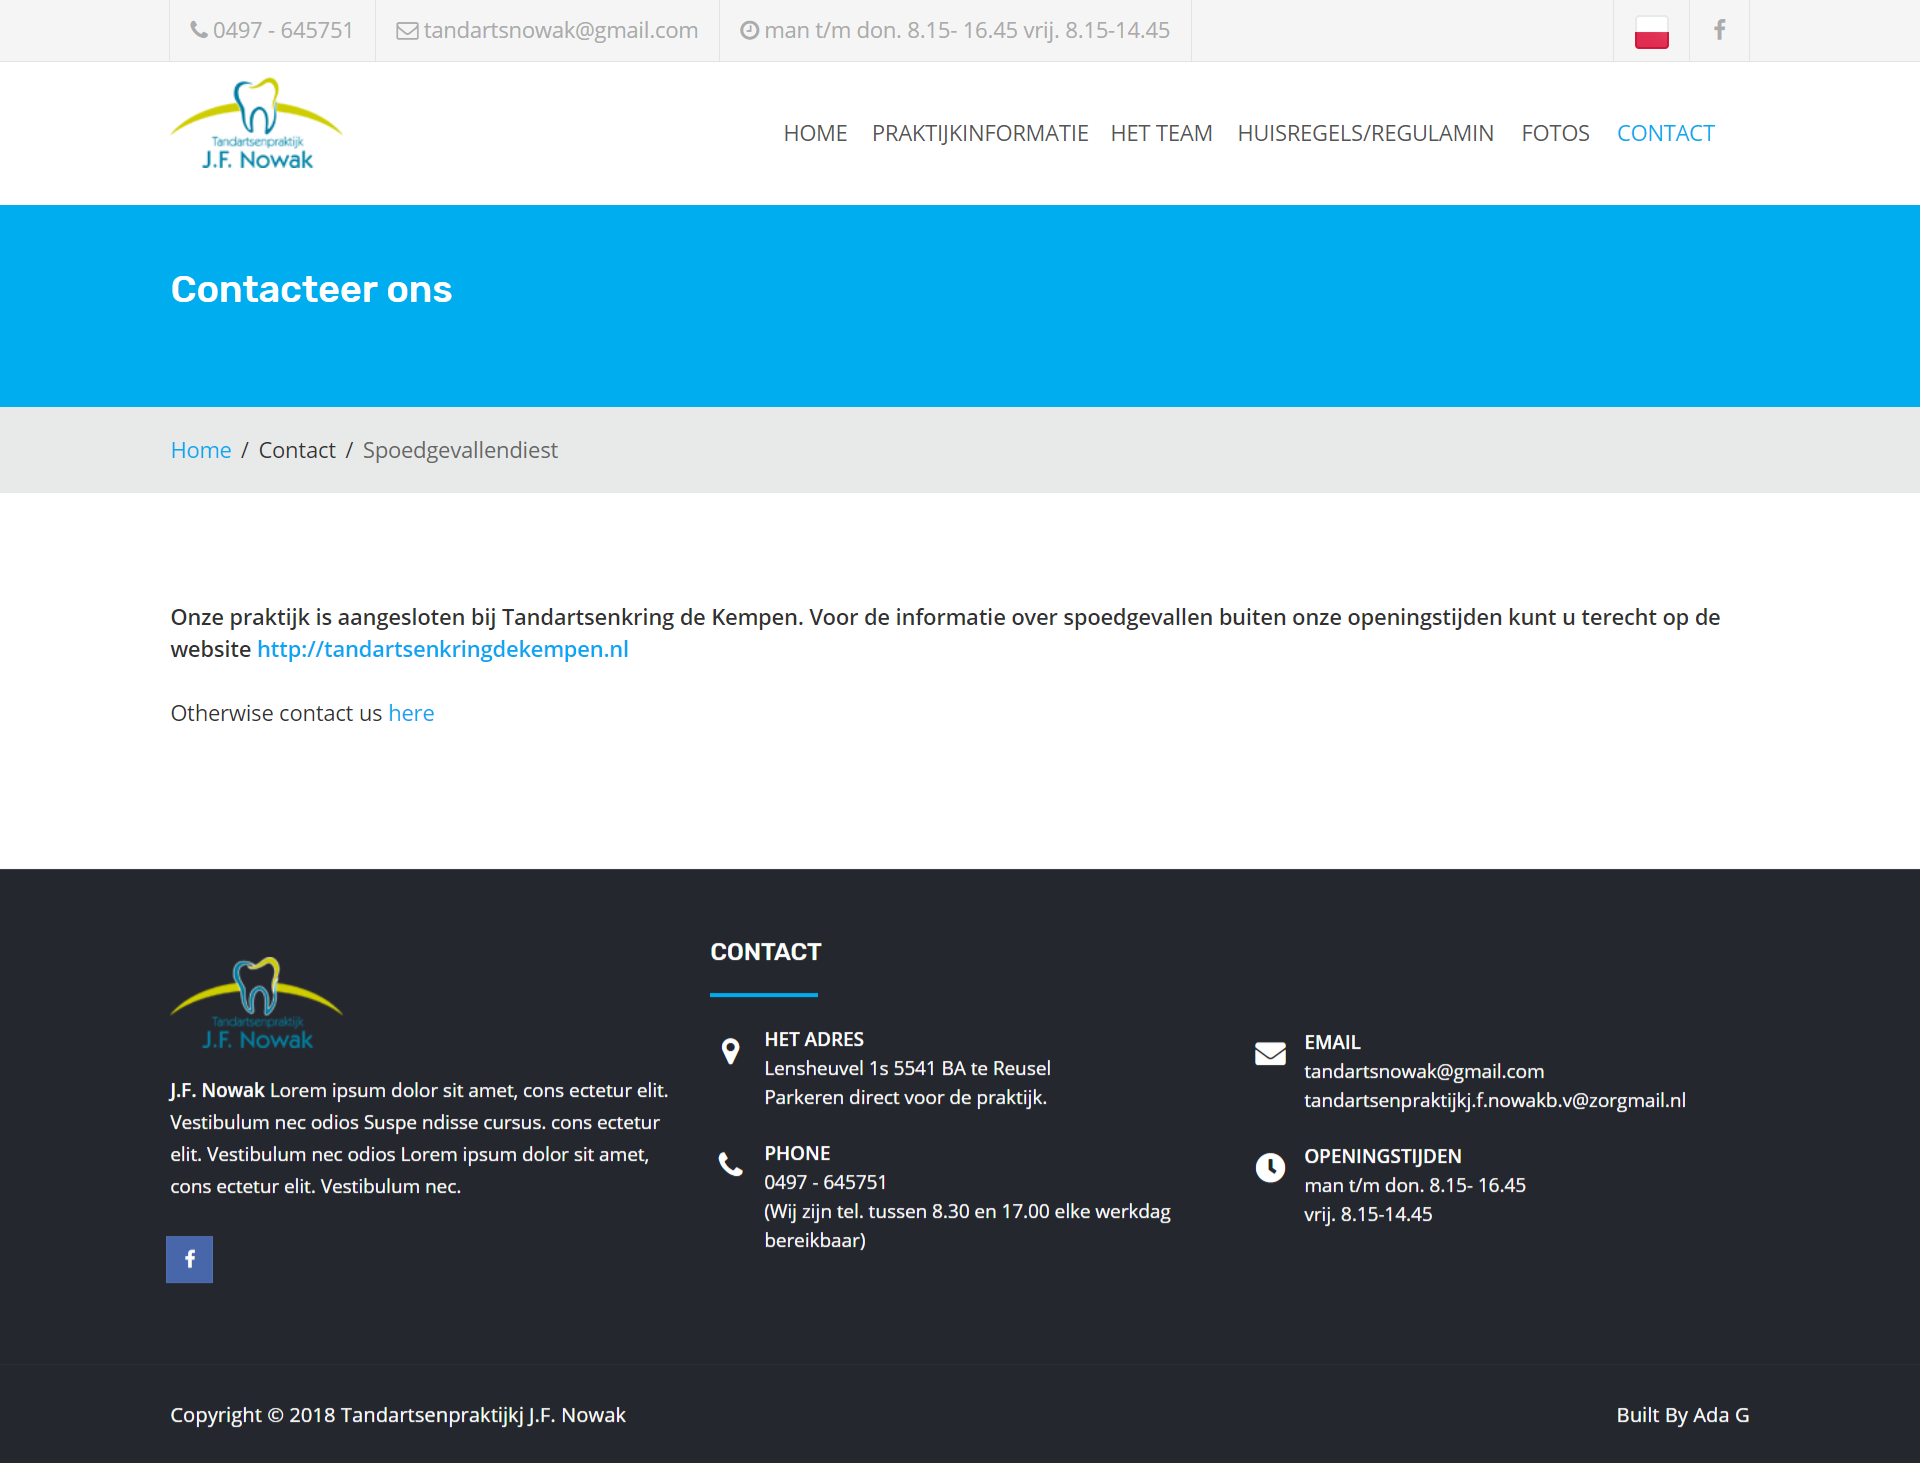 0497 - 645751
tandartsnowak@gmail.com
man t/m don. 8.15- 16.45 vrij. 8.15-14.45
Tandartsenpraktijk
J.F. Nowak
HOME
PRAKTIJKINFORMATIE
HET TEAM
HUISREGELS/REGULAMIN
FOTOS
CONTACT
Contacteer ons
Home / Contact / Spoedgevallendiest
Onze praktijk is aangesloten bij Tandartsenkring de Kempen. Voor de informatie over spoedgevallen buiten onze openingstijden kunt u terecht op de
website http://tandartsenkringdekempen.nl
Otherwise contact us here
Tandartsenpraktijk
J.F. Nowak
J.F. Nowak Lorem ipsum dolor sit amet, cons ectetur elit.
Vestibulum nec odios Suspe ndisse cursus. cons ectetur
elit. Vestibulum nec odios Lorem ipsum dolor sit amet,
cons ectetur elit. Vestibulum nec.
CONTACT
HET ADRES
Lensheuvel 1s 5541 BA te Reusel
Parkeren direct voor de praktijk.
PHONE
0497 - 645751
(Wij zijn tel. tussen 8.30 en 17.00 elke werkdag
bereikbaar)
EMAIL
tandartsnowak@gmail.com
tandartsenpraktijkj.f.nowakb.v@zorgmail.nl
OPENINGSTIJDEN
man t/m don. 8.15- 16.45
vrij. 8.15-14.45
Copyright © 2018 Tandartsenpraktijkj J.F. Nowak
Built By Ada G